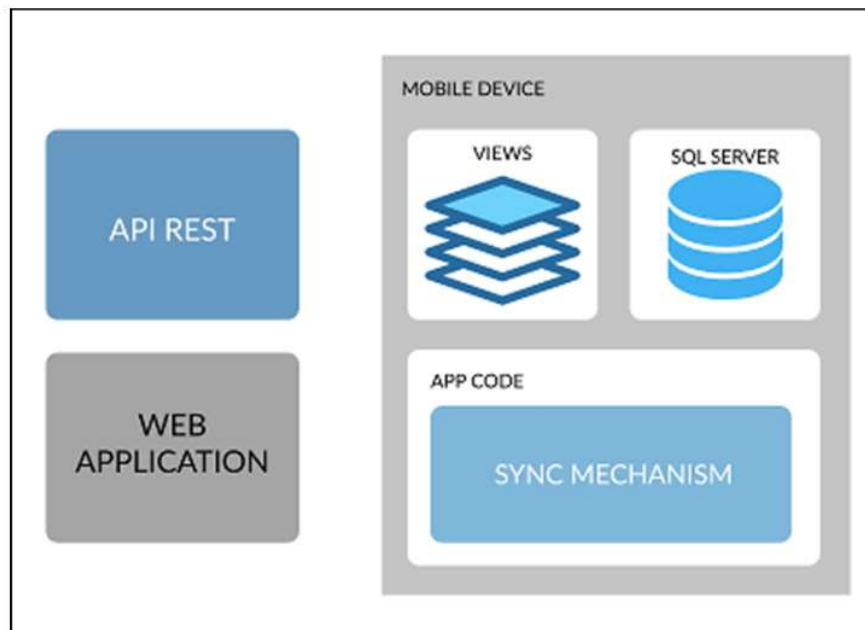 API REST
WEB
APPLICATION
MOBILE DEVICE
VIEWS
SQL SERVER
APP CODE
SYNC MECHANISM